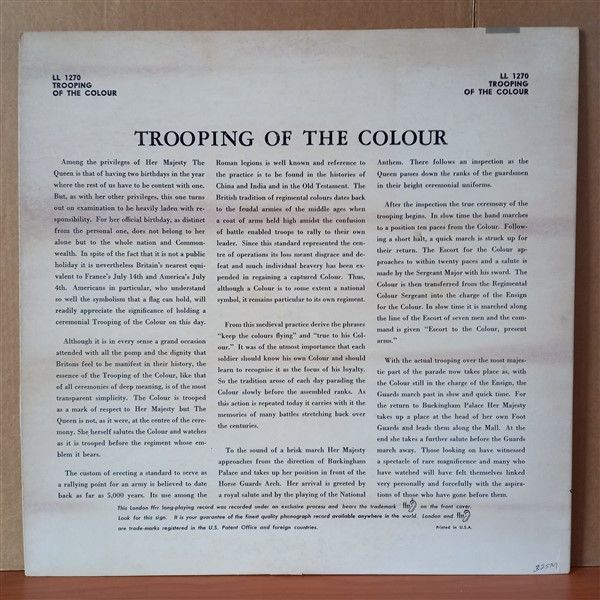 LL 1270
TROOPING
OF THE COLOUR
LL 1270
TROOPING
OF THE COLOUR
TROOPING OF THE COLOUR
Among the privileges of Her Majesty The
Queen is that of having two birthdays in the year
where the rest of us have to be content with one.
But, as with her other privileges, this one turns
out on examination to be heavily laden with re-
sponsibility. For her official birthday, as distinct
from the personal one, does not belong to her
alone but to the whole nation and Common-
wealth. In spite of the fact that it is not a public
holiday it is nevertheless Britain's nearest equi-
valent to France's July 14th and America's July
4th. Americans in particular, who understand
so well the symbolism that a flag can hold, will
readily appreciate the significance of holding a
ceremonial Trooping of the Colour on this day.
Although it is in every sense a grand occasion
attended with all the pomp and the dignity that
Britons feel to be manifest in their history, the
essence of the Trooping of the Colour, like that
of all ceremonies of deep meaning, is of the most
transparent simplicity. The Colour is trooped
as a mark of respect to Her Majesty but The
Queen is not, as it were, at the centre of the cere-
mony. She herself salutes the Colour and watches
as it is trooped before the regiment whose em-
blem it bears.
The custom of erecting a standard to serve as
a rallying point for an army is believed to date
back as far as 5,000 years. Its use among the
Roman legions is well known and reference to
the practice is to be found in the histories of
China and India and in the Old Testament. The
British tradition of regimental colours dates back
to the feudal armies of the middle ages when
a coat of arms held high amidst the confusion
of battle enabled troops to rally to their own
leader. Since this standard represented the cen-
tre of operations its loss meant disgrace and de-
feat and much individual bravery has been ex-
pended in regaining a captured Colour. Thus,
although a Colour is to some extent a national
symbol, it remains particular to its own regiment.
From this medieval practice derive the phrases
"keep the colours flying" and "true to his Col-
our." It was of the utmost importance that each
soldier should know his own Colour and should
learn to recognise it as the focus of his loyalty.
So the tradition arose of each day parading the
Colour slowly before the assembled ranks. As
this action is repeated today it carries with it the
memories of many battles stretching back over
the centuries.
To the sound of a brisk march Her Majesty
approaches from the direction of Buckingham
Palace and takes up her position in front of the
Horse Guards Arch. Her arrival is greeted by
a royal salute and by the playing of the National
Anthem. There follows an inspection as the
Queen passes down the ranks of the guardsmen
in their bright ceremonial uniforms.
After the inspection the true ceremony of the
trooping begins. In slow time the band marches
to a position ten paces from the Colour. Follow-
ing a short halt, a quick march is struck up for
their return. The Escort for the Colour ap-
proaches to within twenty paces and a salute is
made by the Sergeant Major with his sword. The
Colour is then transferred from the Regimental
Colour Sergeant into the charge of the Ensign
for the Colour. In slow time it is marched along
the line of the Escort of seven men and the com-
mand is given "Escort to the Colour, present
arms."
With the actual trooping over the most majes-
tic part of the parade now takes place as, with
the Colour still in the charge of the Ensign, the
Guards march past in slow and quick time. For
the return to Buckingham Palace Her Majesty
takes up a place at the head of her own Foot
Guards and leads them along the Mall. At the
end she takes a further salute before the Guards
march away. Those looking on have witnessed
a spectacle of rare magnificence and many who
have watched will have felt themselves linked
very personally and forcefully with the aspira-
tions of those who have gone before them.
This London ffrr long-playing record was recorded under an exclusive process and bears the trademark ffrr on the front cover.
Look for this sign. It is your guarantee of the finest quality phonograph record available anywhere in the world. London and ffrr
are trade-marks registered in the U.S. Patent Office and foreign countries.
Printed in U.S.A.